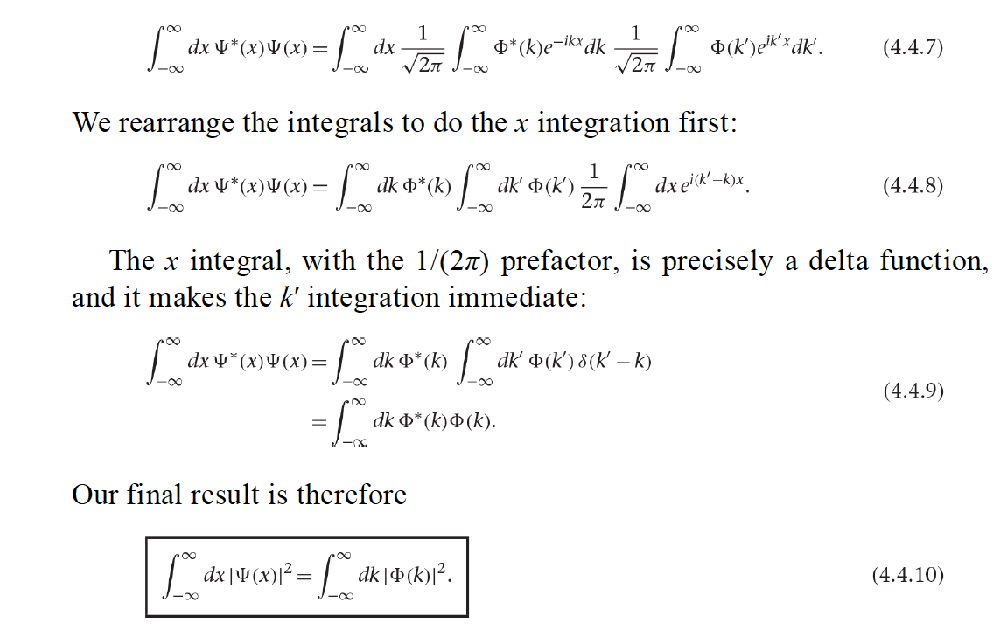 ∫_{−∞}^{∞} dx Ψ*(x)Ψ(x) = ∫_{−∞}^{∞} dx 1/√2π ∫_{−∞}^{∞} Φ*(k)e^{−ikx}dk 1/√2π ∫_{−∞}^{∞} Φ(k′)e^{ik′x}dk′. (4.4.7)
We rearrange the integrals to do the x integration first:
∫_{−∞}^{∞} dx Ψ*(x)Ψ(x) = ∫_{−∞}^{∞} dk Φ*(k) ∫_{−∞}^{∞} dk′ Φ(k′) 1/2π ∫_{−∞}^{∞} dx e^{i(k′−k)x}. (4.4.8)
The x integral, with the 1/(2π) prefactor, is precisely a delta function,
and it makes the k′ integration immediate:
∫_{−∞}^{∞} dx Ψ*(x)Ψ(x) = ∫_{−∞}^{∞} dk Φ*(k) ∫_{−∞}^{∞} dk′ Φ(k′) δ(k′ − k)
(4.4.9)
= ∫_{−∞}^{∞} dk Φ*(k)Φ(k).
Our final result is therefore
∫_{−∞}^{∞} dx |Ψ(x)|² = ∫_{−∞}^{∞} dk |Φ(k)|². (4.4.10)